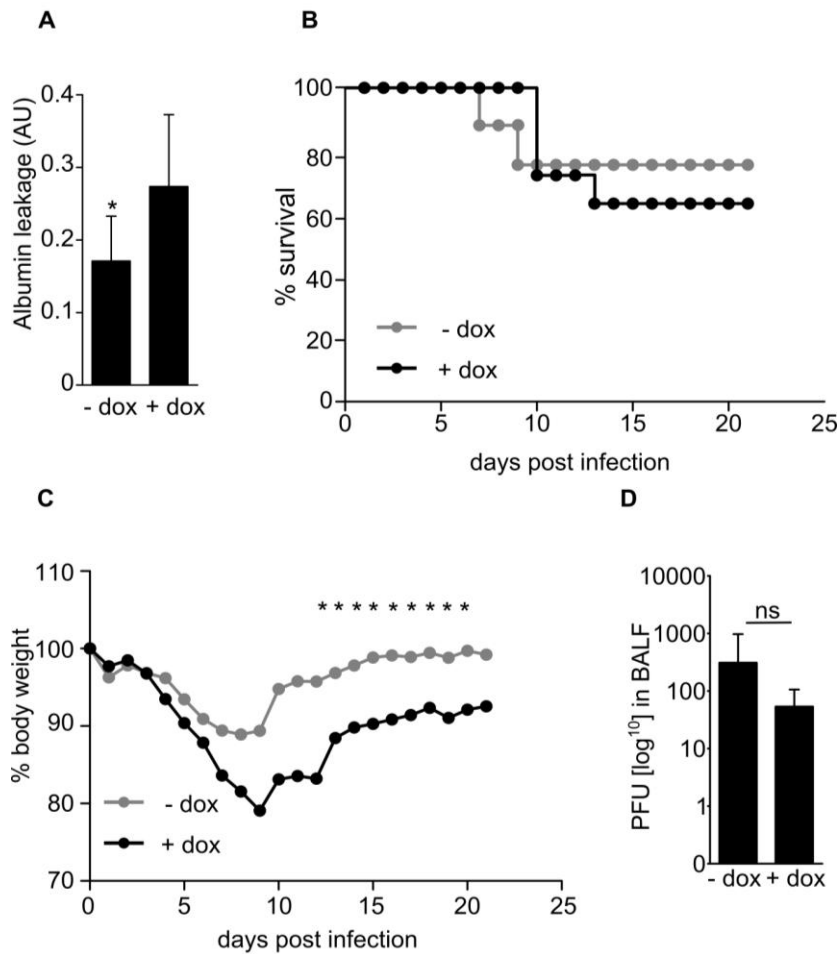 A
Albumin leakage (AU)
0.4
0.3
0.2
0.1
0
*
- dox + dox
B
% survival
100
80
60
40
20
0
- dox
+ dox
0 5 10 15 20 25
days post infection
C
% body weight
110
100
90
80
70
* * * * * * * * *
- dox
+ dox
0 5 10 15 20 25
days post infection
D
PFU [log¹⁰] in BALF
10000
1000
100
10
1
0
ns
- dox + dox